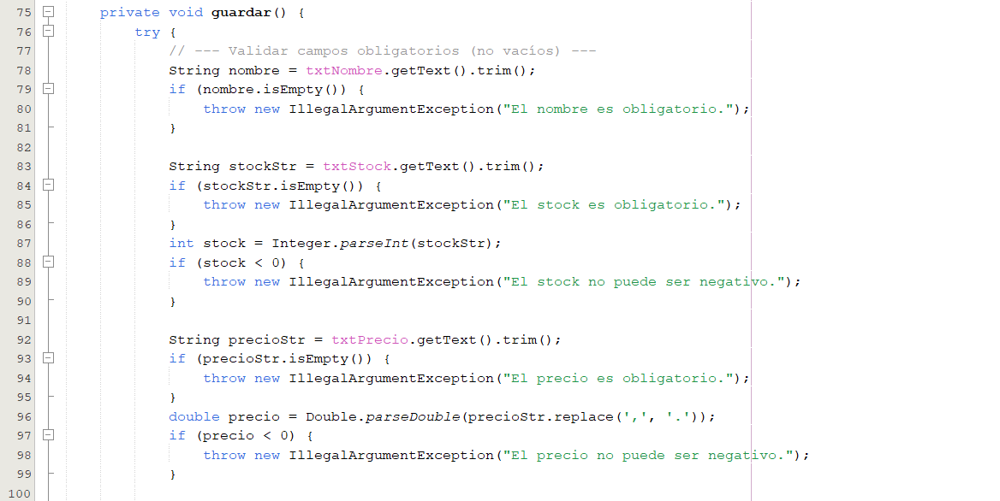 75 private void guardar() {
76 try {
77 // --- Validar campos obligatorios (no vacíos) ---
78 String nombre = txtNombre.getText().trim();
79 if (nombre.isEmpty()) {
80 throw new IllegalArgumentException("El nombre es obligatorio.");
81 }
82
83 String stockStr = txtStock.getText().trim();
84 if (stockStr.isEmpty()) {
85 throw new IllegalArgumentException("El stock es obligatorio.");
86 }
87 int stock = Integer.parseInt(stockStr);
88 if (stock < 0) {
89 throw new IllegalArgumentException("El stock no puede ser negativo.");
90 }
91
92 String precioStr = txtPrecio.getText().trim();
93 if (precioStr.isEmpty()) {
94 throw new IllegalArgumentException("El precio es obligatorio.");
95 }
96 double precio = Double.parseDouble(precioStr.replace(',', '.'));
97 if (precio < 0) {
98 throw new IllegalArgumentException("El precio no puede ser negativo.");
99 }
100